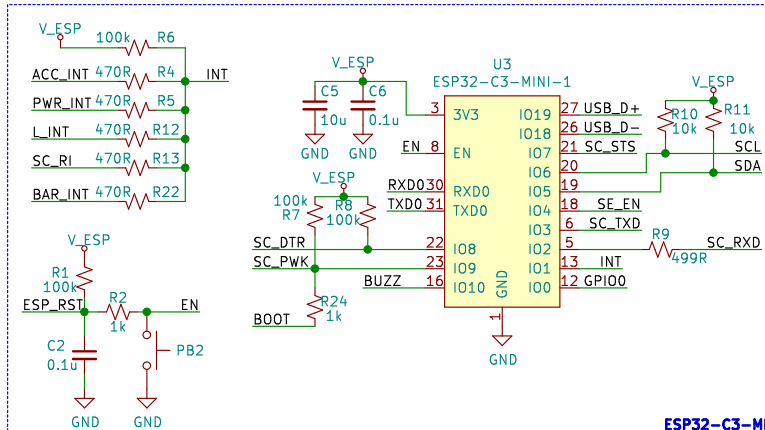 V_ESP
100k R6
ACC_INT 470R R4 INT
PWR_INT 470R R5
L_INT 470R R12
SC_RI 470R R13
BAR_INT 470R R22
V_ESP
R1
100k
ESP_RST R2 EN
1k
C2
0.1u
PB2
GND GND
V_ESP
C5 C6
10u 0.1u
GND GND
U3
ESP32-C3-MINI-1
3 3V3 IO19 27 USB_D+
IO18 26 USB_D-
EN 8 EN IO7 21 SC_STS
IO6 20
RXD0 30 RXD0 IO5 19
TXD0 31 TXD0 IO4 18 SE_EN
IO3 6 SC_TXD
SC_DTR 22 IO8 IO2 5 R9 SC_RXD
499R
SC_PWK 23 IO9 IO1 13 INT
BUZZ 16 IO10 IO0 12 GPIO0
GND
1
GND
V_ESP
100k R8
R7 100k
R24
1k
BOOT
V_ESP
R10 R11
10k 10k
SCL
SDA
ESP32-C3-MI